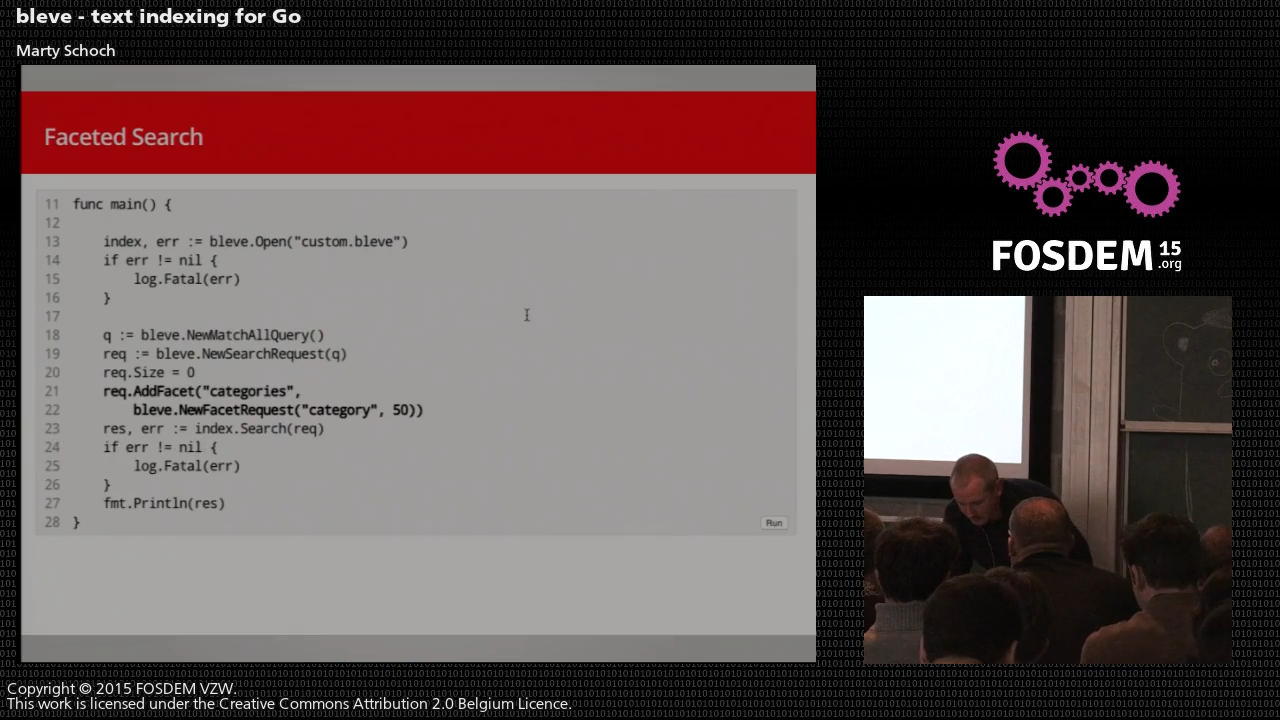 bleve - text indexing for Go
Marty Schoch
Faceted Search
11 func main() {
12
13 index, err := bleve.Open("custom.bleve")
14 if err != nil {
15 log.Fatal(err)
16 }
17
18 q := bleve.NewMatchAllQuery()
19 req := bleve.NewSearchRequest(q)
20 req.Size = 0
21 req.AddFacet("categories",
22 bleve.NewFacetRequest("category", 50))
23 res, err := index.Search(req)
24 if err != nil {
25 log.Fatal(err)
26 }
27 fmt.Println(res)
28 }
Run
FOSDEM 15
.org
Copyright © 2015 FOSDEM VZW.
This work is licensed under the Creative Commons Attribution 2.0 Belgium Licence.